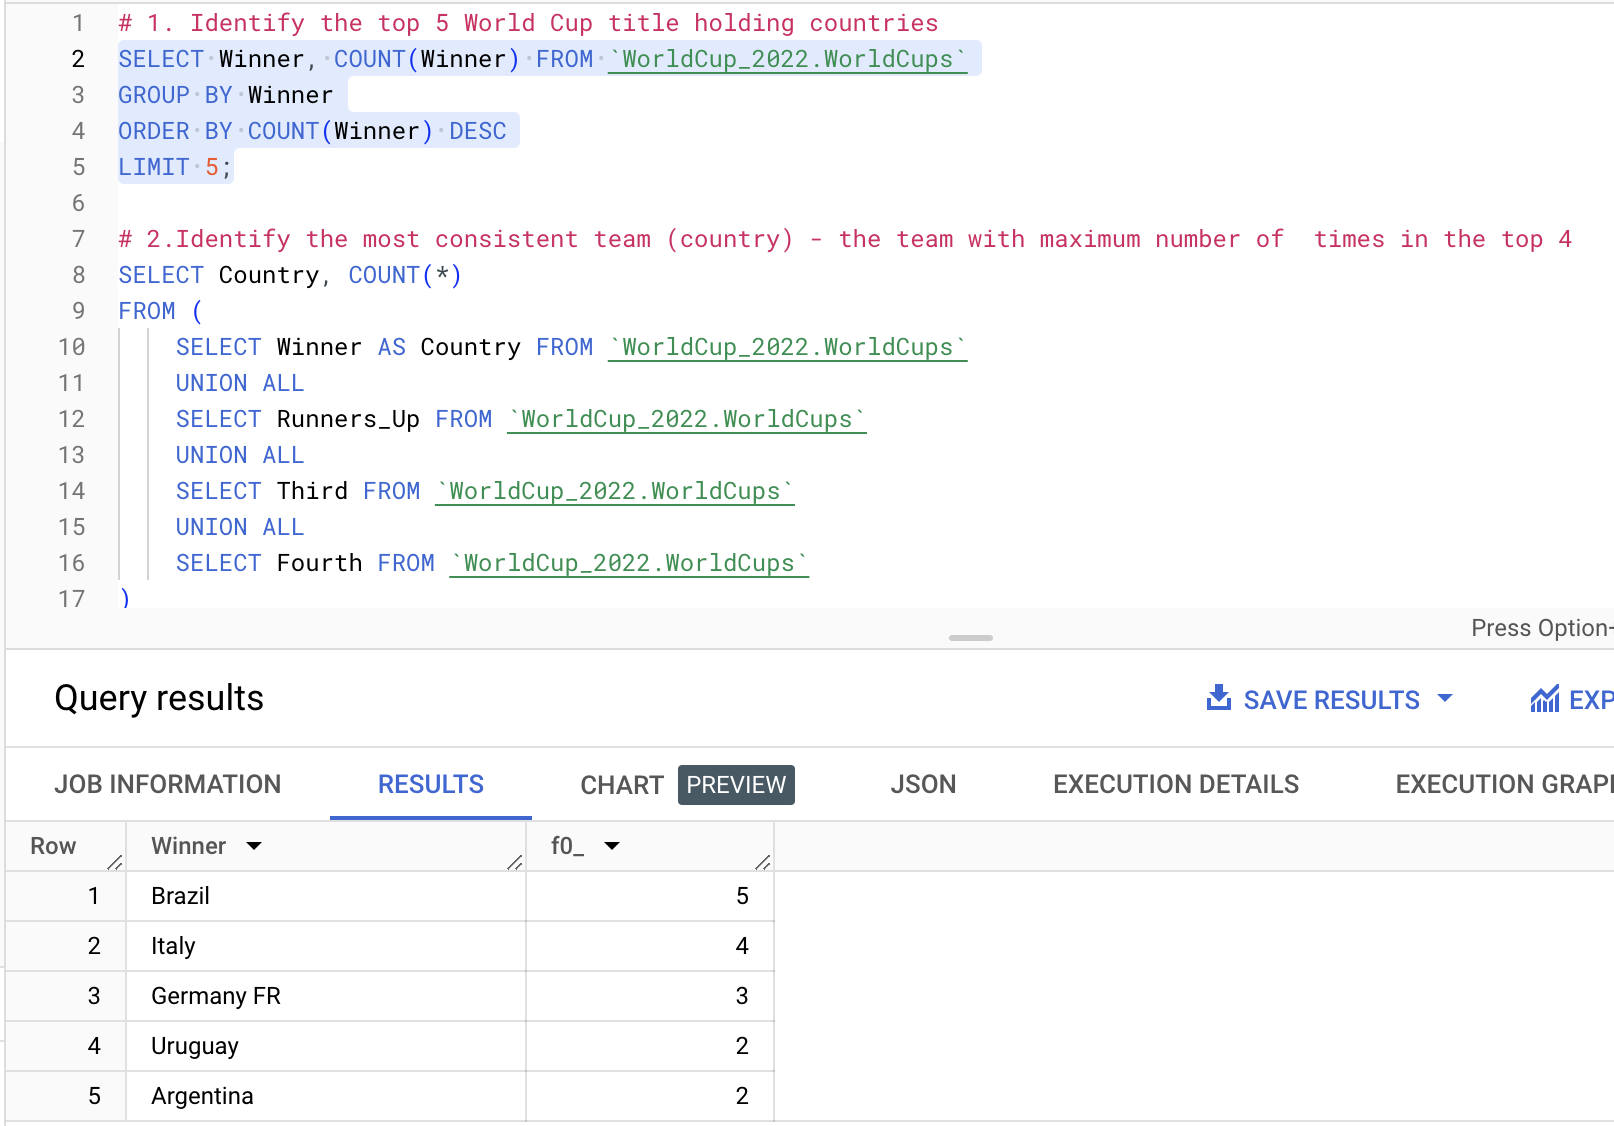 1 # 1. Identify the top 5 World Cup title holding countries
2 SELECT Winner, COUNT(Winner) FROM `WorldCup_2022.WorldCups`
3 GROUP BY Winner
4 ORDER BY COUNT(Winner) DESC
5 LIMIT 5;
6
7 # 2.Identify the most consistent team (country) - the team with maximum number of  times in the top 4
8 SELECT Country, COUNT(*)
9 FROM (
10 SELECT Winner AS Country FROM `WorldCup_2022.WorldCups`
11 UNION ALL
12 SELECT Runners_Up FROM `WorldCup_2022.WorldCups`
13 UNION ALL
14 SELECT Third FROM `WorldCup_2022.WorldCups`
15 UNION ALL
16 SELECT Fourth FROM `WorldCup_2022.WorldCups`
17 )
Press Option-
Query results SAVE RESULTS EXP
JOB INFORMATION RESULTS CHART PREVIEW JSON EXECUTION DETAILS EXECUTION GRAP
Row Winner f0_
1 Brazil 5
2 Italy 4
3 Germany FR 3
4 Uruguay 2
5 Argentina 2